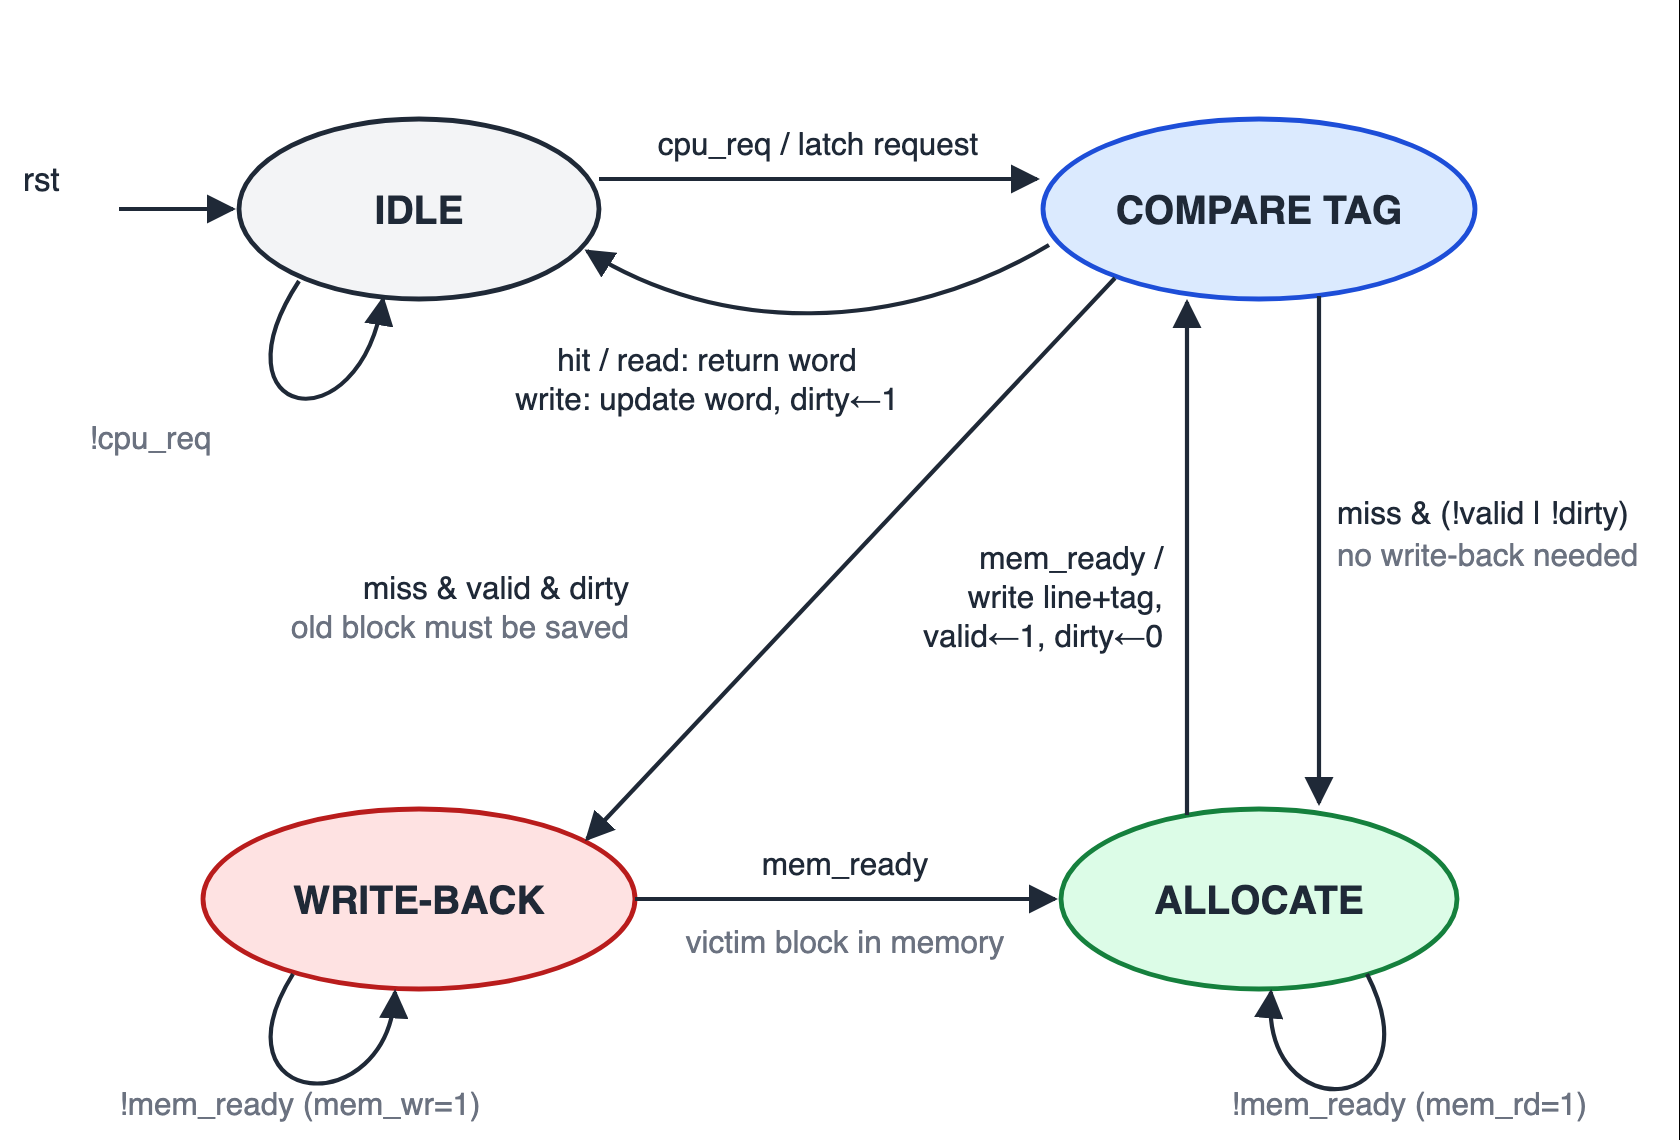 cpu_req / latch request
rst
IDLE
COMPARE TAG
hit / read: return word
write: update word, dirty←1
!cpu_req
miss & (!valid | !dirty)
no write-back needed
mem_ready /
write line+tag,
valid←1, dirty←0
miss & valid & dirty
old block must be saved
mem_ready
WRITE-BACK
ALLOCATE
victim block in memory
!mem_ready (mem_wr=1)
!mem_ready (mem_rd=1)